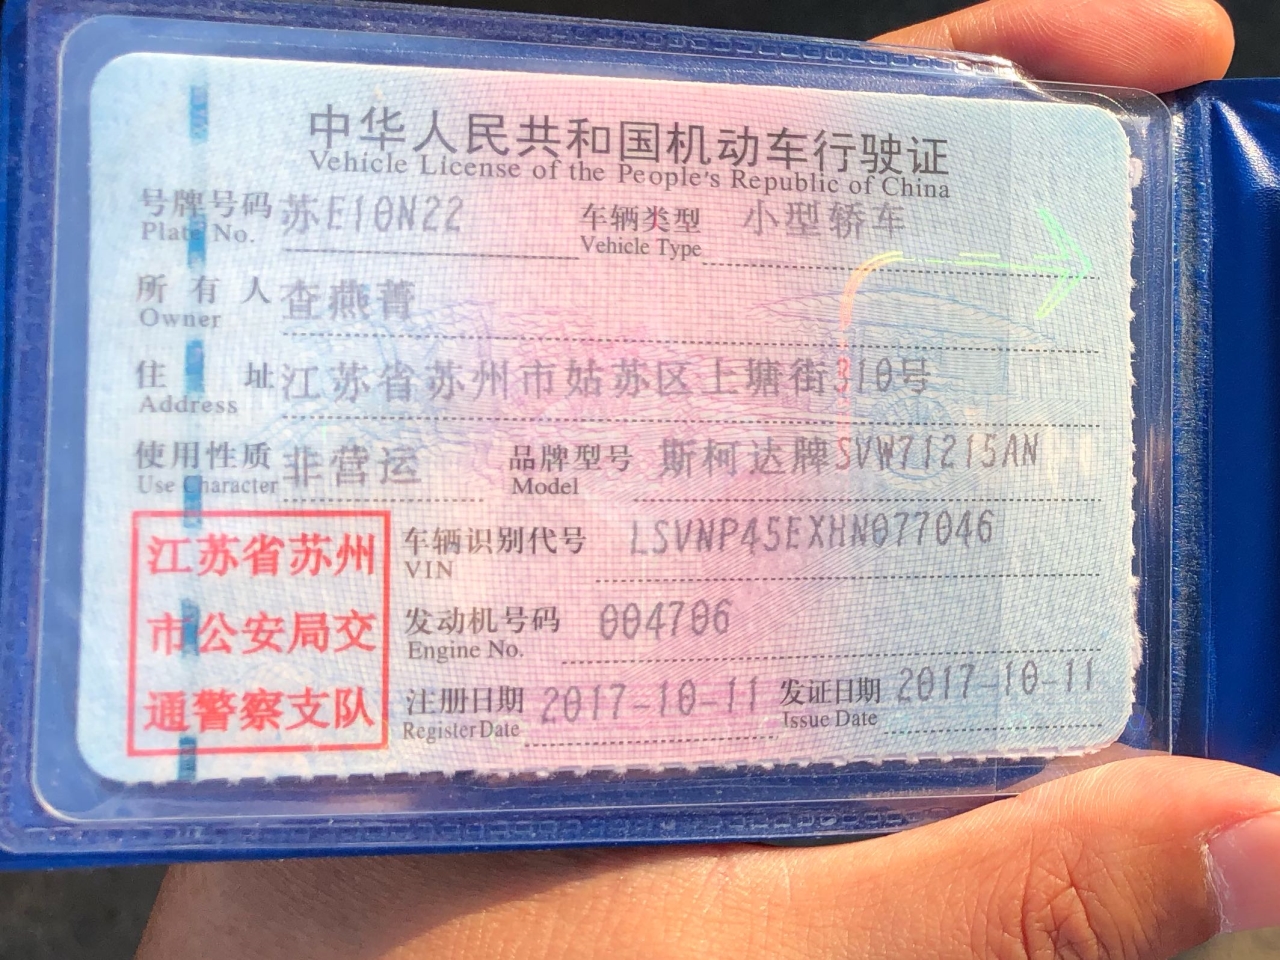 中华人民共和国机动车行驶证
Vehicle License of the People's Republic of China
号牌号码 苏E10N22 车辆类型 小型轿车
Plate No. Vehicle Type
所有人 查燕菁
Owner
住址 江苏省苏州市姑苏区上塘街310号
Address
使用性质 非营运 品牌型号 斯柯达牌SVW71215AN
Use Character Model
江苏省苏州
市公安局交
通警察支队
车辆识别代号 LSVNP45EXHN077046
VIN
发动机号码 004706
Engine No.
注册日期 2017-10-11 发证日期 2017-10-11
Register Date Issue Date